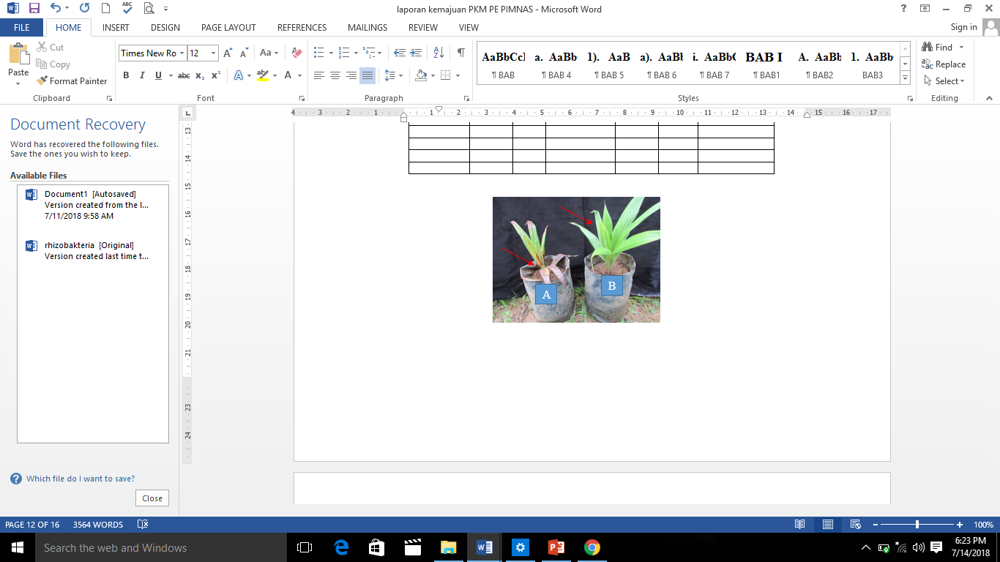 laporan kemajuan PKM PE PIMNAS - Microsoft Word
FILE HOME INSERT DESIGN PAGE LAYOUT REFERENCES MAILINGS REVIEW VIEW Sign in
Paste
Cut
Copy
Format Painter
Clipboard
Times New Ro 12
Font
Paragraph
AaBbCcI a. AaBb 1). AaB a). AaBb i. AaBbC BAB I A. AaBb 1. AaBb
¶ BAB ¶ BAB 4 ¶ BAB 5 ¶ BAB 6 ¶ BAB 7 ¶ BAB1 ¶ BAB2 BAB3
Styles
Find
Replace
Select
Editing
4 3 2 1 1 2 3 4 5 6 7 8 9 10 11 12 13 14 15 16 17
13
14
15
16
17
18
19
20
21
23
24
Document Recovery
Word has recovered the following files.
Save the ones you wish to keep.
Available Files
Document1 [Autosaved]
Version created from the l...
7/11/2018 9:58 AM
rhizobakteria [Original]
Version created last time t...
Which file do I want to save?
Close
A
B
PAGE 12 OF 16 3564 WORDS 100%
Search the web and Windows
6:23 PM
7/14/2018